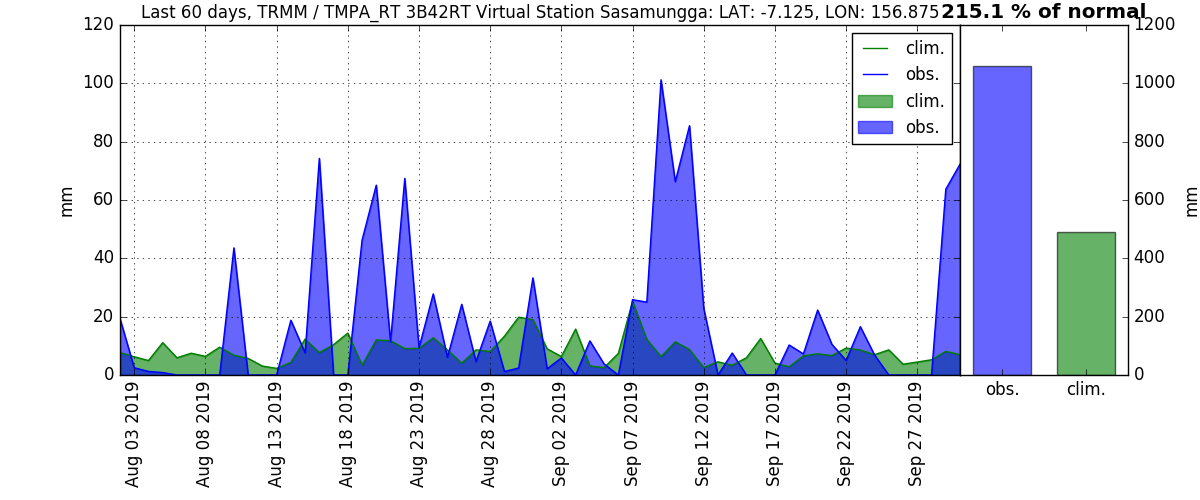 Last 60 days, TRMM / TMPA_RT 3B42RT Virtual Station Sasamungga: LAT: -7.125, LON: 156.875
215.1 % of normal
120
100
80
60
40
20
0
mm
clim.
obs.
clim.
obs.
1200
1000
800
600
400
200
0
mm
Aug 03 2019
Aug 08 2019
Aug 13 2019
Aug 18 2019
Aug 23 2019
Aug 28 2019
Sep 02 2019
Sep 07 2019
Sep 12 2019
Sep 17 2019
Sep 22 2019
Sep 27 2019
obs.
clim.